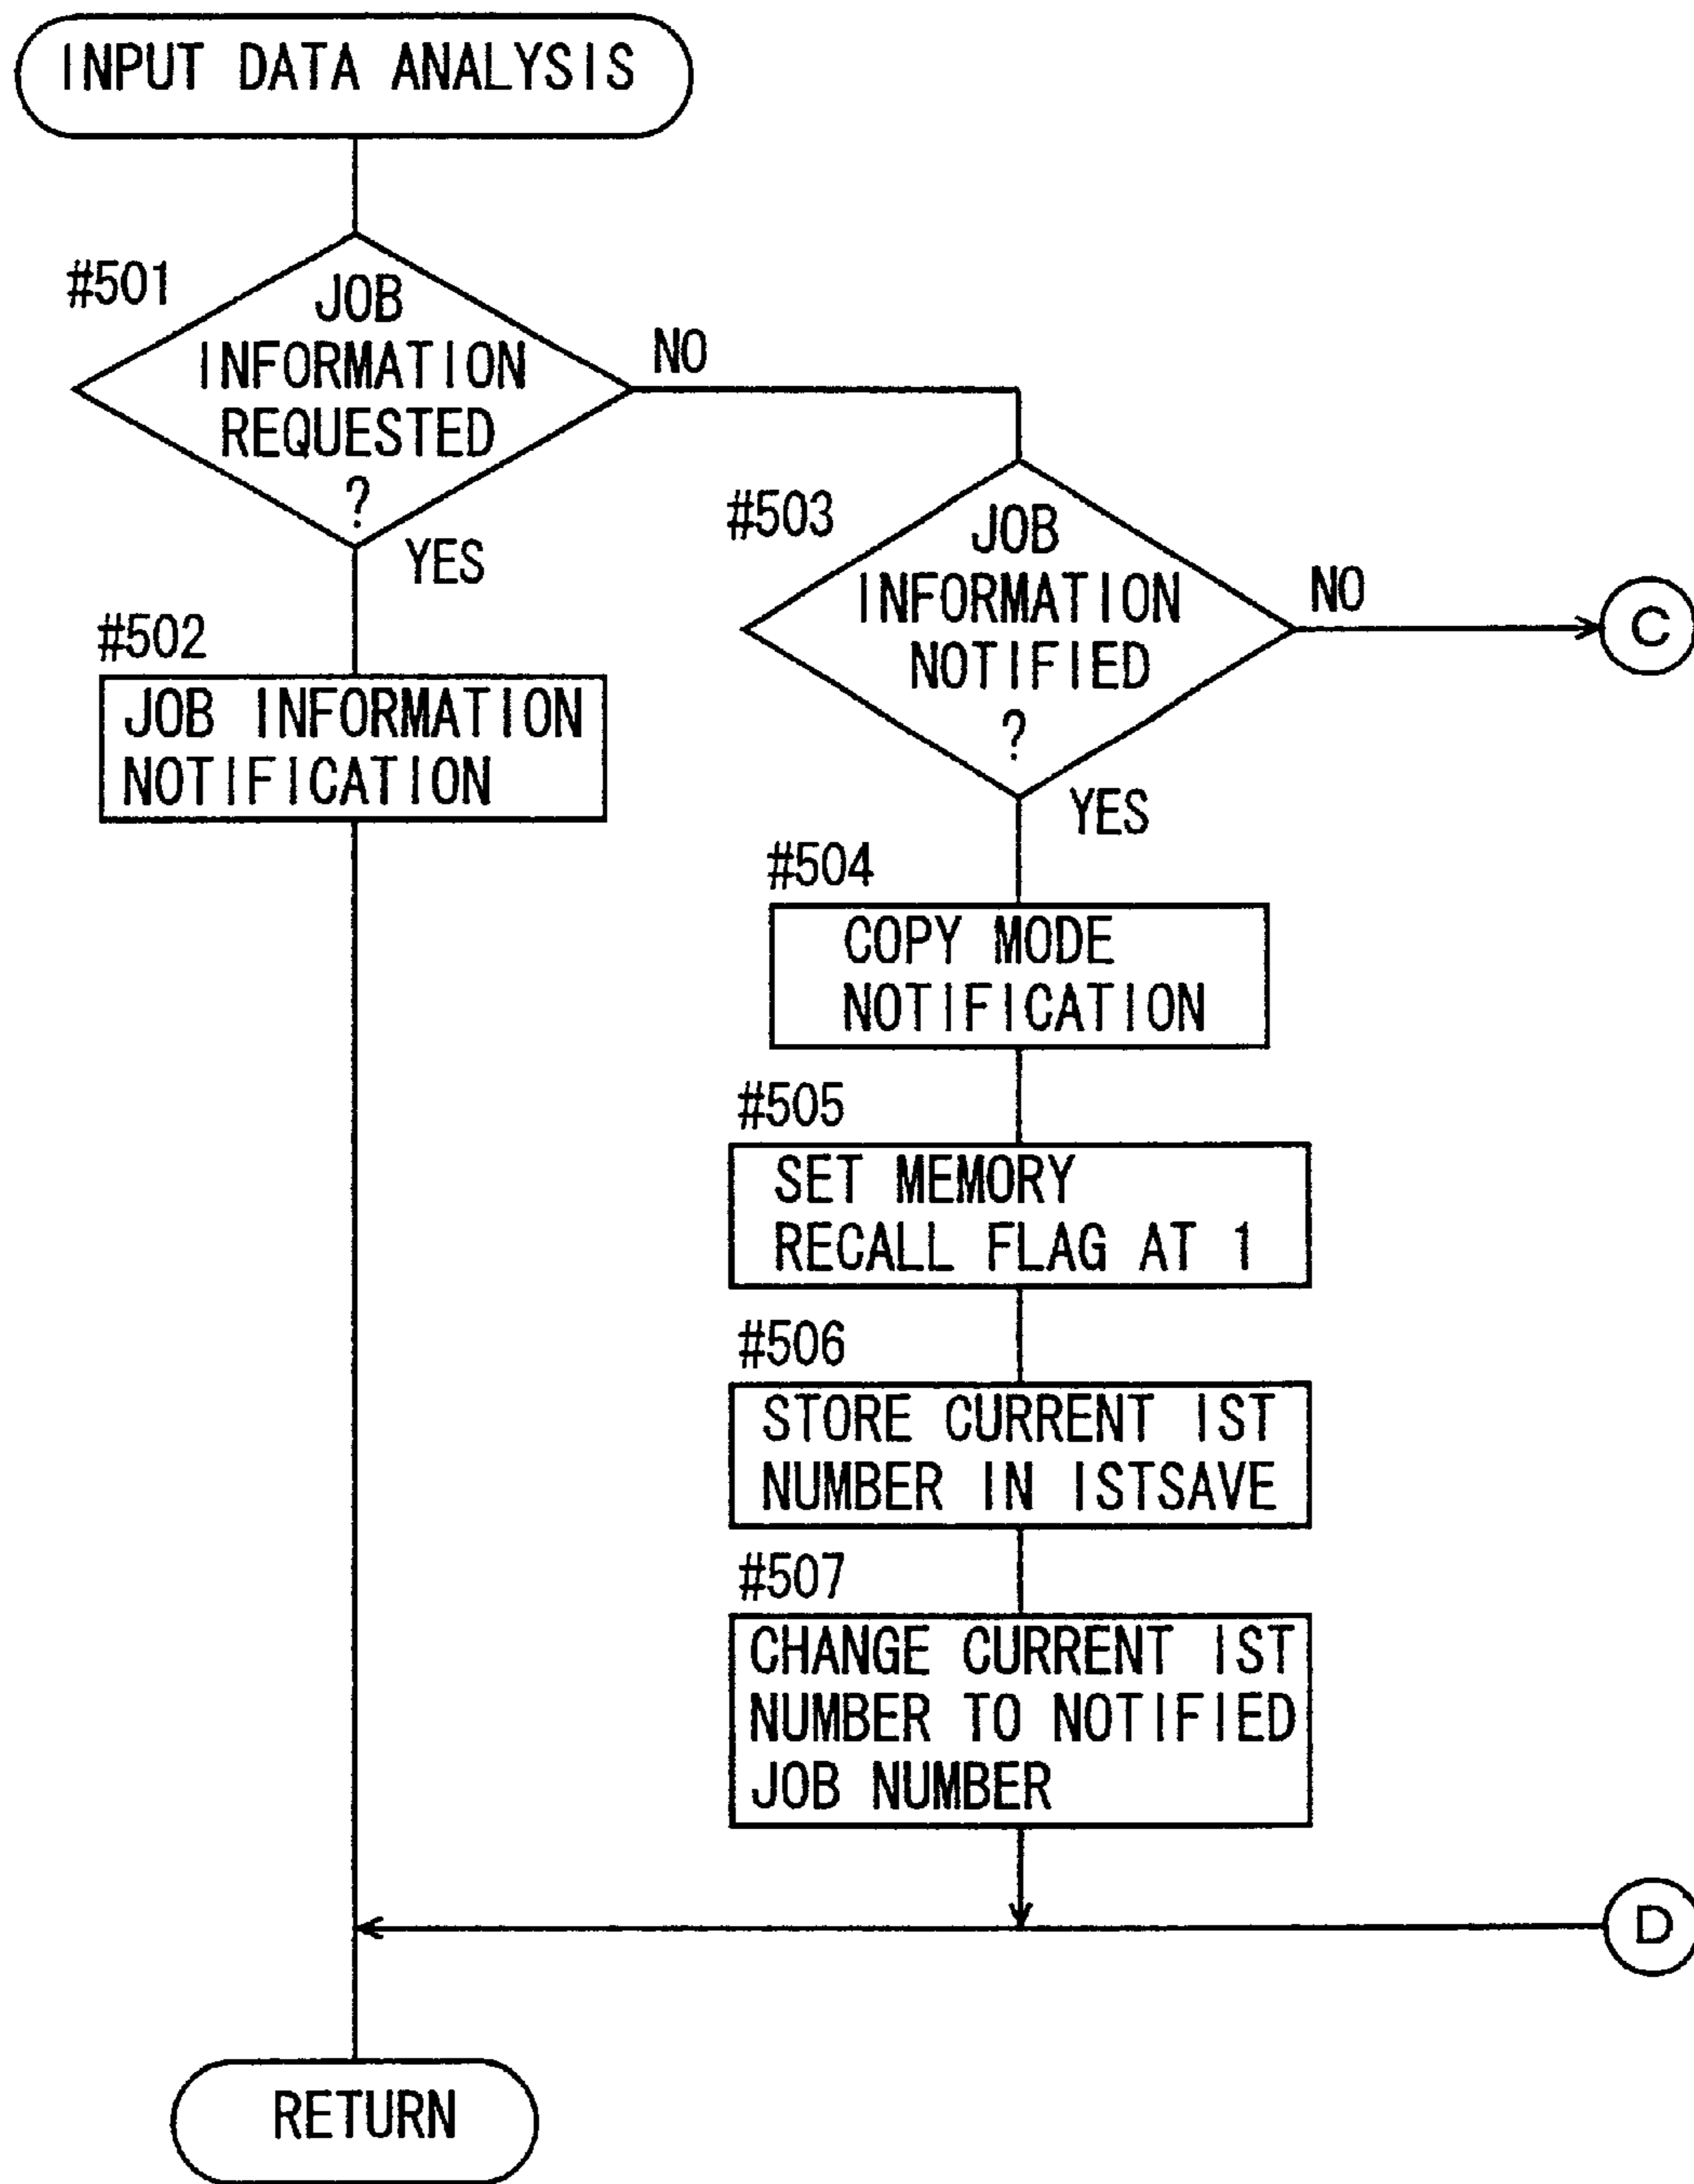 INPUT DATA ANALYSIS
#501
JOB
INFORMATION
REQUESTED
?
NO
YES
#502
JOB INFORMATION
NOTIFICATION
#503
JOB
INFORMATION
NOTIFIED
?
NO
C
YES
#504
COPY MODE
NOTIFICATION
#505
SET MEMORY
RECALL FLAG AT 1
#506
STORE CURRENT IST
NUMBER IN ISTSAVE
#507
CHANGE CURRENT IST
NUMBER TO NOTIFIED
JOB NUMBER
D
RETURN